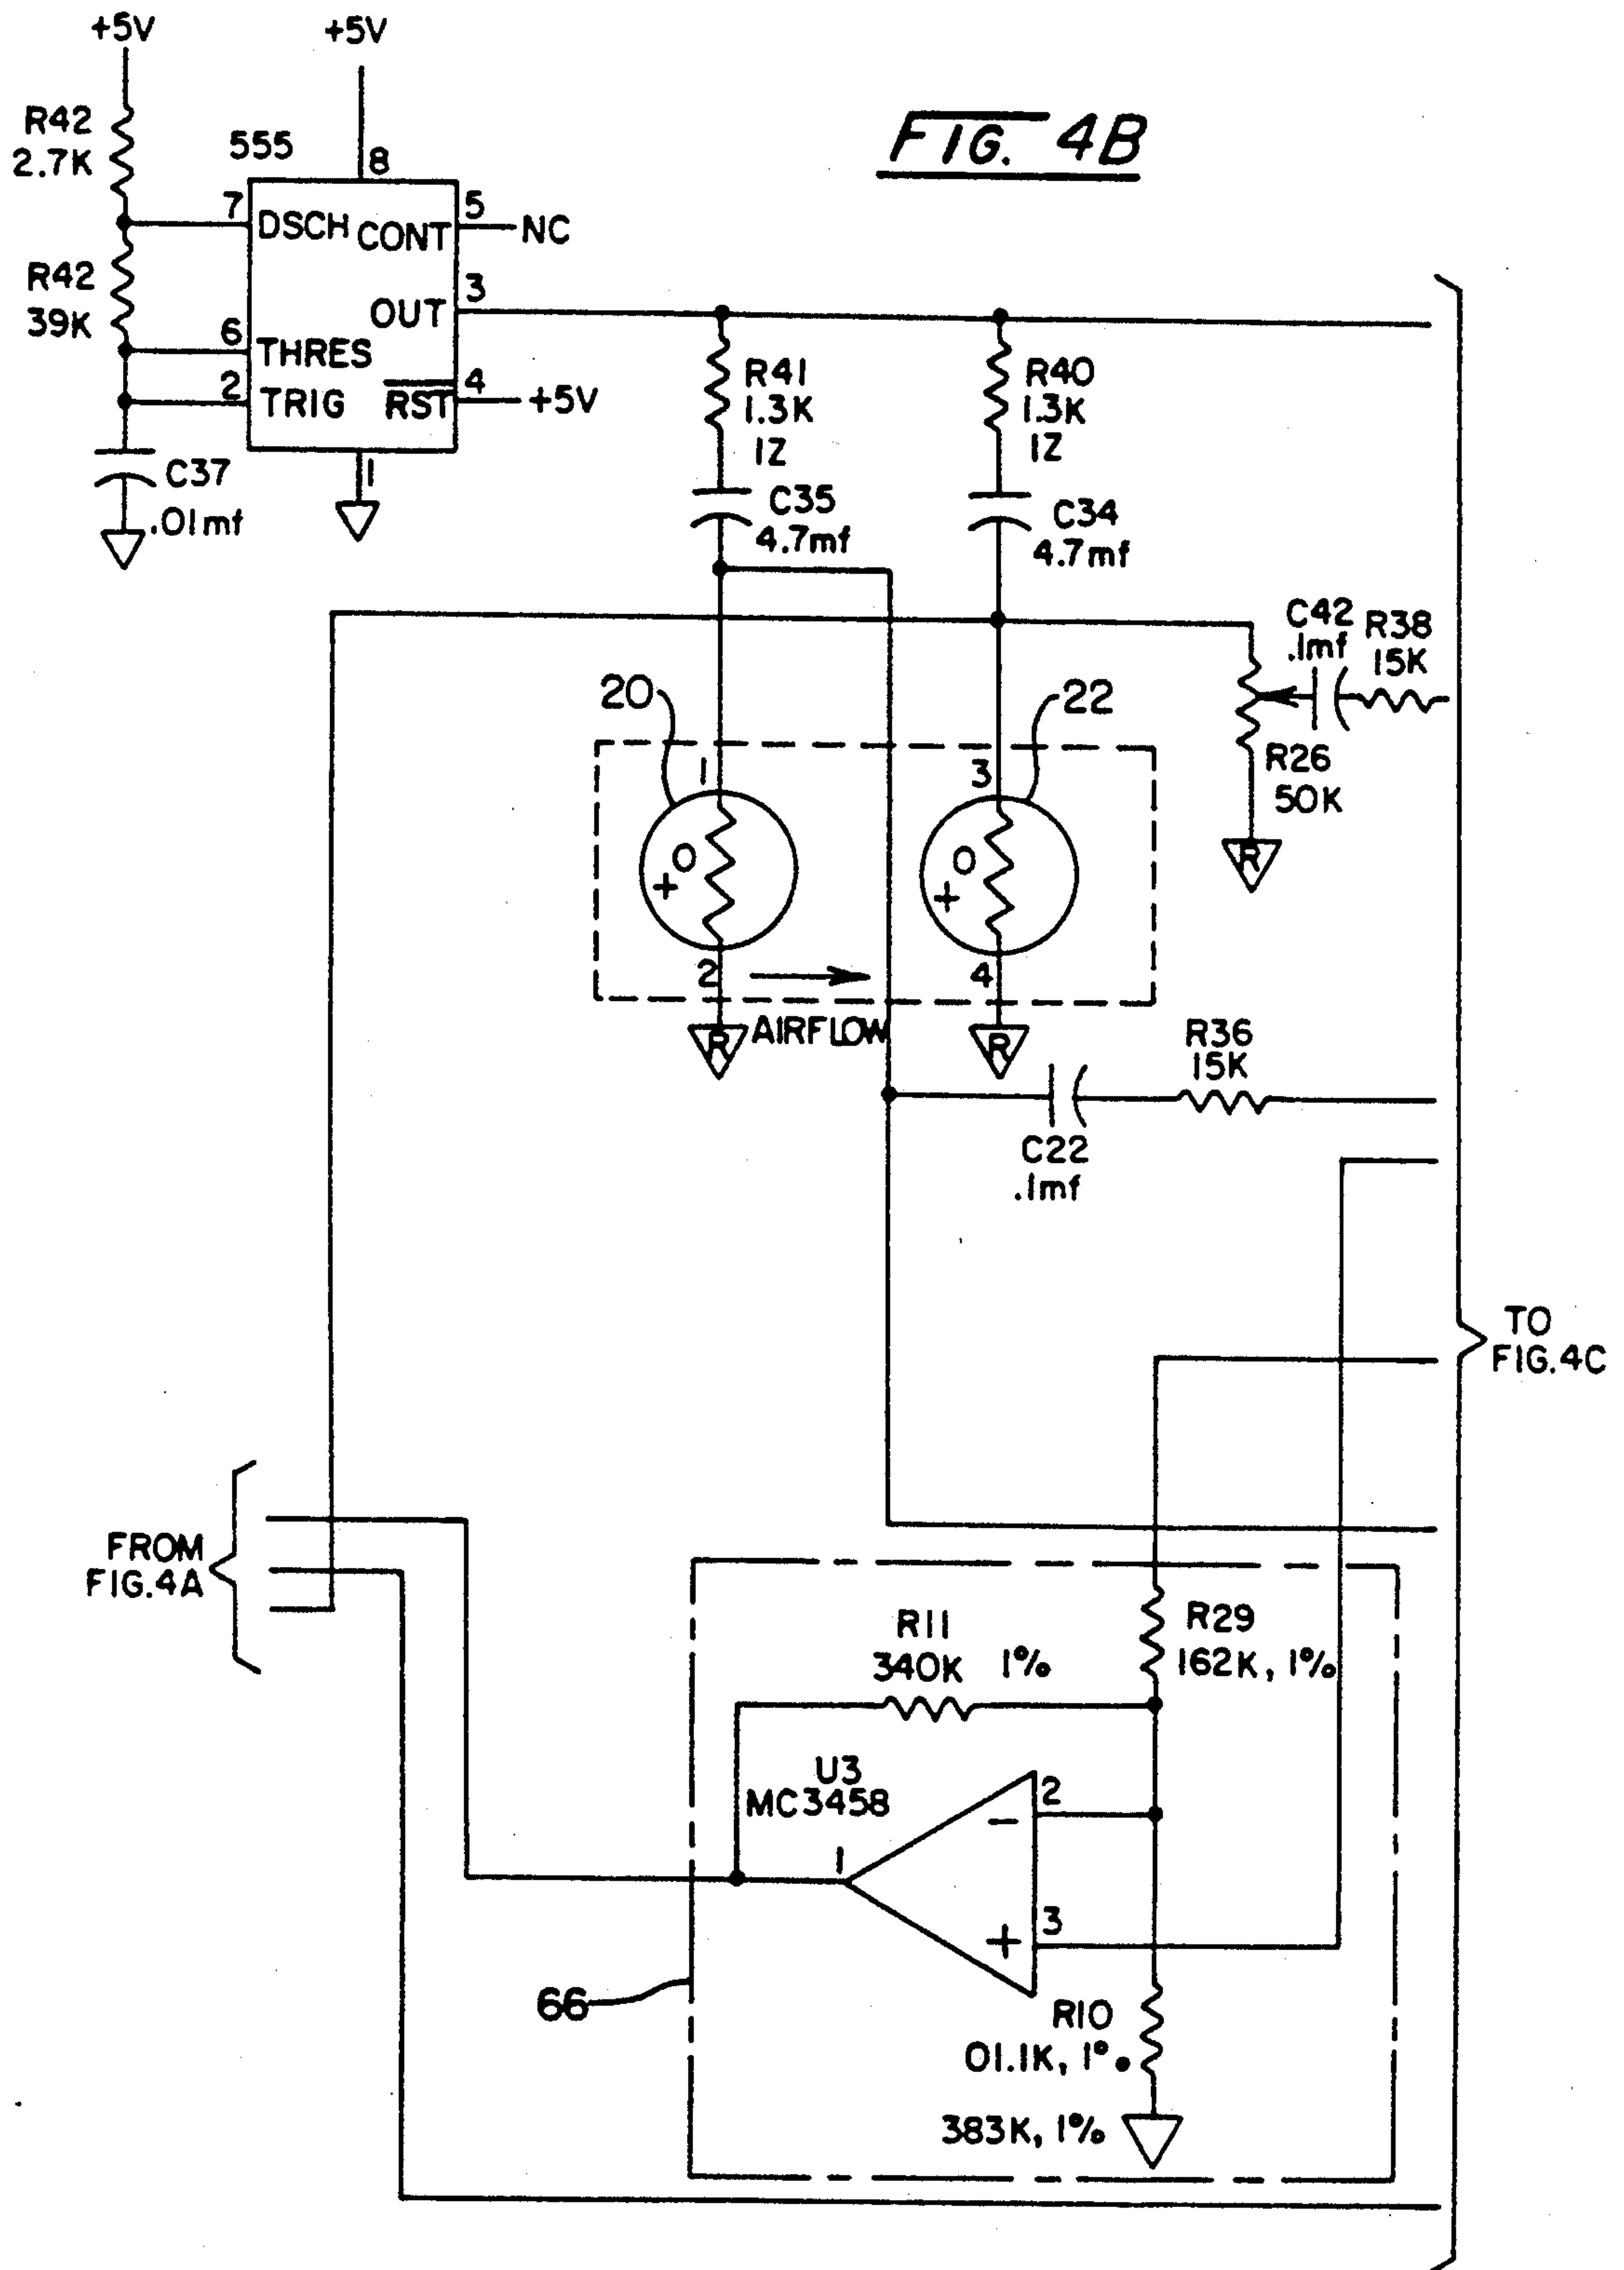 +5V
+5V
FIG. 4B
R42
2.7K
555
8
7
DSCH
CONT
5
NC
R42
39K
OUT
3
6
THRES
2
TRIG
RST
4
+5V
1
C37
.01mf
R41
1.3K
1Z
R40
1.3K
1Z
C35
4.7mf
C34
4.7mf
C42
.1mf
R38
15K
R26
50K
R
20
22
1
3
0
+
0
+
2
4
AIRFLOW
R
R
R36
15K
C22
.1mf
TO
FIG.4C
FROM
FIG.4A
R11
340K 1%
R29
162K, 1%
U3
MC3458
2
−
1
3
+
66
R10
01.1K, 1°.
383K, 1%